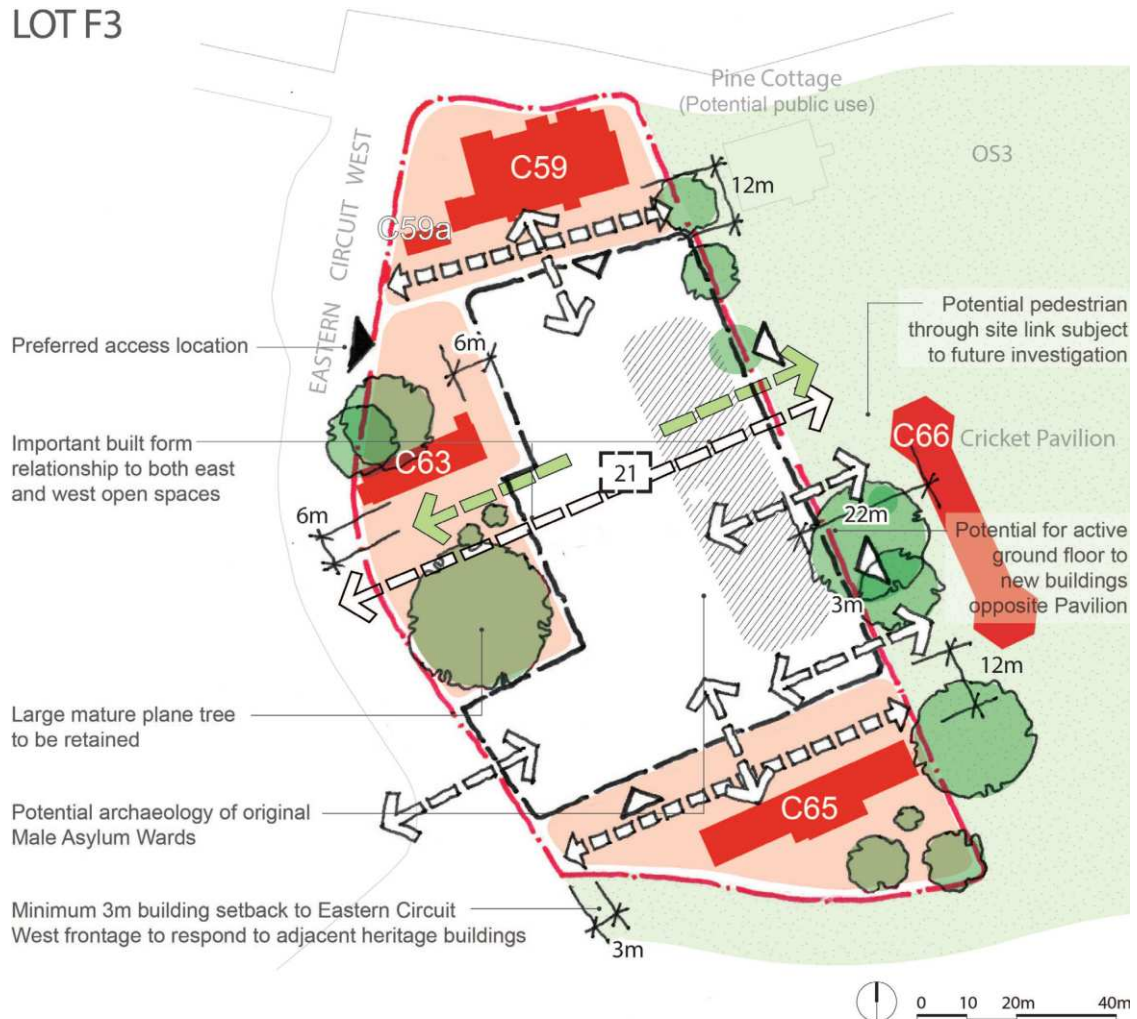 LOT F3
Pine Cottage
(Potential public use)
OS3
EASTERN CIRCUIT WEST
C59
12m
C59a
Preferred access location
6m
Potential pedestrian
through site link subject
to future investigation
Important built form
relationship to both east
and west open spaces
C63
21
C66
Cricket Pavilion
6m
22m
Potential for active
ground floor to
new buildings
opposite Pavilion
3m
12m
Large mature plane tree
to be retained
Potential archaeology of original
Male Asylum Wards
C65
Minimum 3m building setback to Eastern Circuit
West frontage to respond to adjacent heritage buildings
3m
0 10 20m 40m